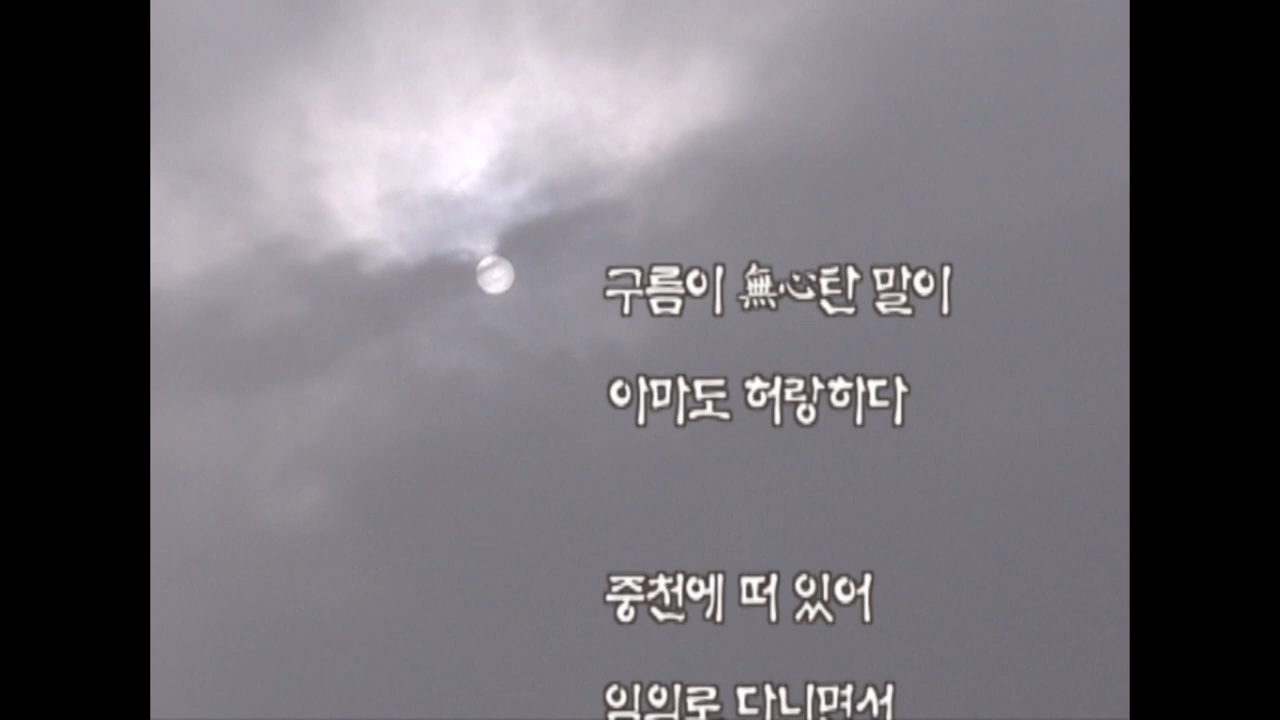 구름이 無心탄 말이
아마도 허랑하다
중천에 떠 있어
임의로 다니면서